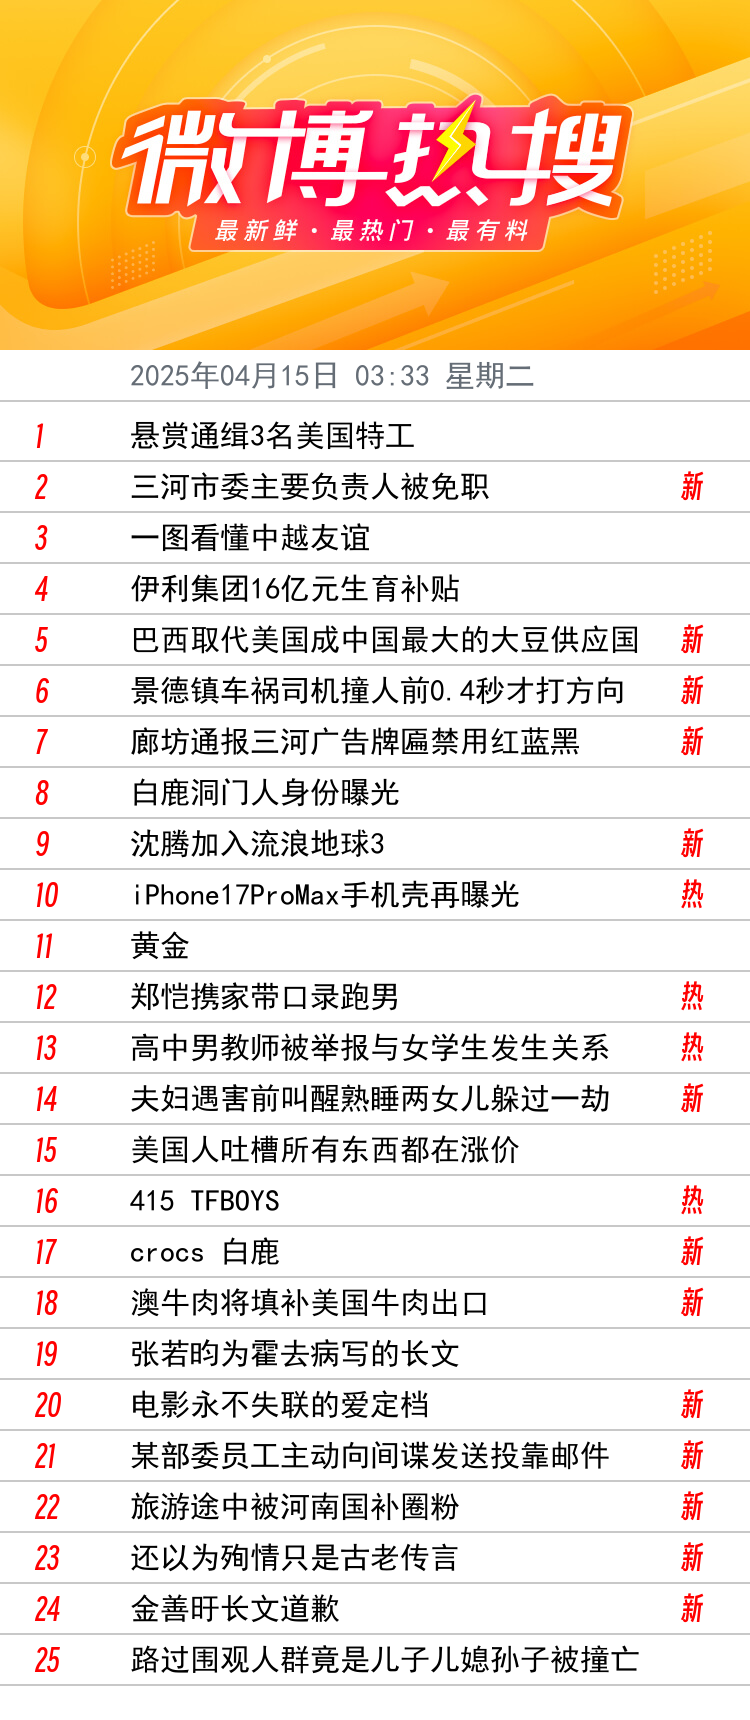 微博热搜
最新鲜·最热门·最有料
2025年04月15日 03:33 星期二
1 悬赏通缉3名美国特工
2 三河市委主要负责人被免职 新
3 一图看懂中越友谊
4 伊利集团16亿元生育补贴
5 巴西取代美国成中国最大的大豆供应国 新
6 景德镇车祸司机撞人前0.4秒才打方向 新
7 廊坊通报三河广告牌匾禁用红蓝黑 新
8 白鹿洞门人身份曝光
9 沈腾加入流浪地球3 新
10 iPhone17ProMax手机壳再曝光 热
11 黄金
12 郑恺携家带口录跑男 热
13 高中男教师被举报与女学生发生关系 热
14 夫妇遇害前叫醒熟睡两女儿躲过一劫 新
15 美国人吐槽所有东西都在涨价
16 415 TFBOYS 热
17 crocs 白鹿 新
18 澳牛肉将填补美国牛肉出口 新
19 张若昀为霍去病写的长文
20 电影永不失联的爱定档 新
21 某部委员工主动向间谍发送投靠邮件 新
22 旅游途中被河南国补圈粉 新
23 还以为殉情只是古老传言 新
24 金善旴长文道歉 新
25 路过围观人群竟是儿子儿媳孙子被撞亡